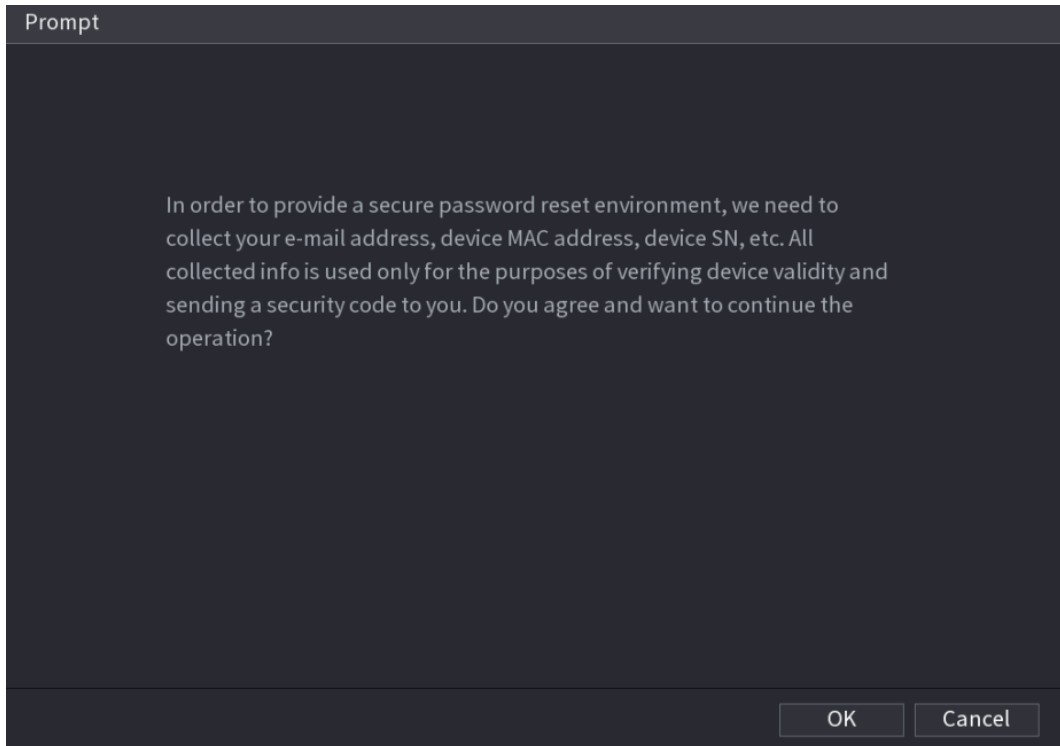 Prompt
In order to provide a secure password reset environment, we need to
collect your e-mail address, device MAC address, device SN, etc. All
collected info is used only for the purposes of verifying device validity and
sending a security code to you. Do you agree and want to continue the
operation?
OK
Cancel